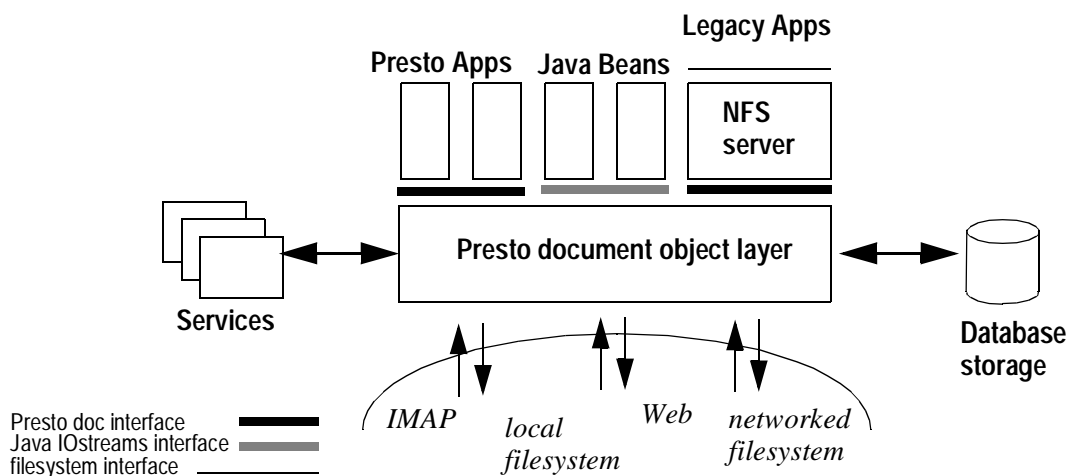 Legacy Apps
Presto Apps
Java Beans
NFS
server
Presto document object layer
Services
Database
storage
IMAP
local
filesystem
Web
networked
filesystem
Presto doc interface
Java IOstreams interface
filesystem interface